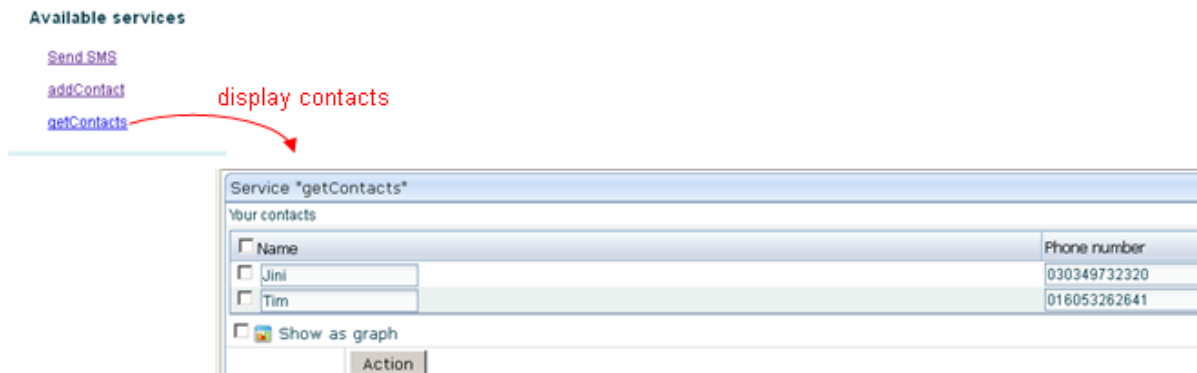 Available services
Send SMS
addContact
getContacts
display contacts
Service "getContacts"
Your contacts
Name Phone number
Jini 030349732320
Tim 016053262641
Show as graph
Action